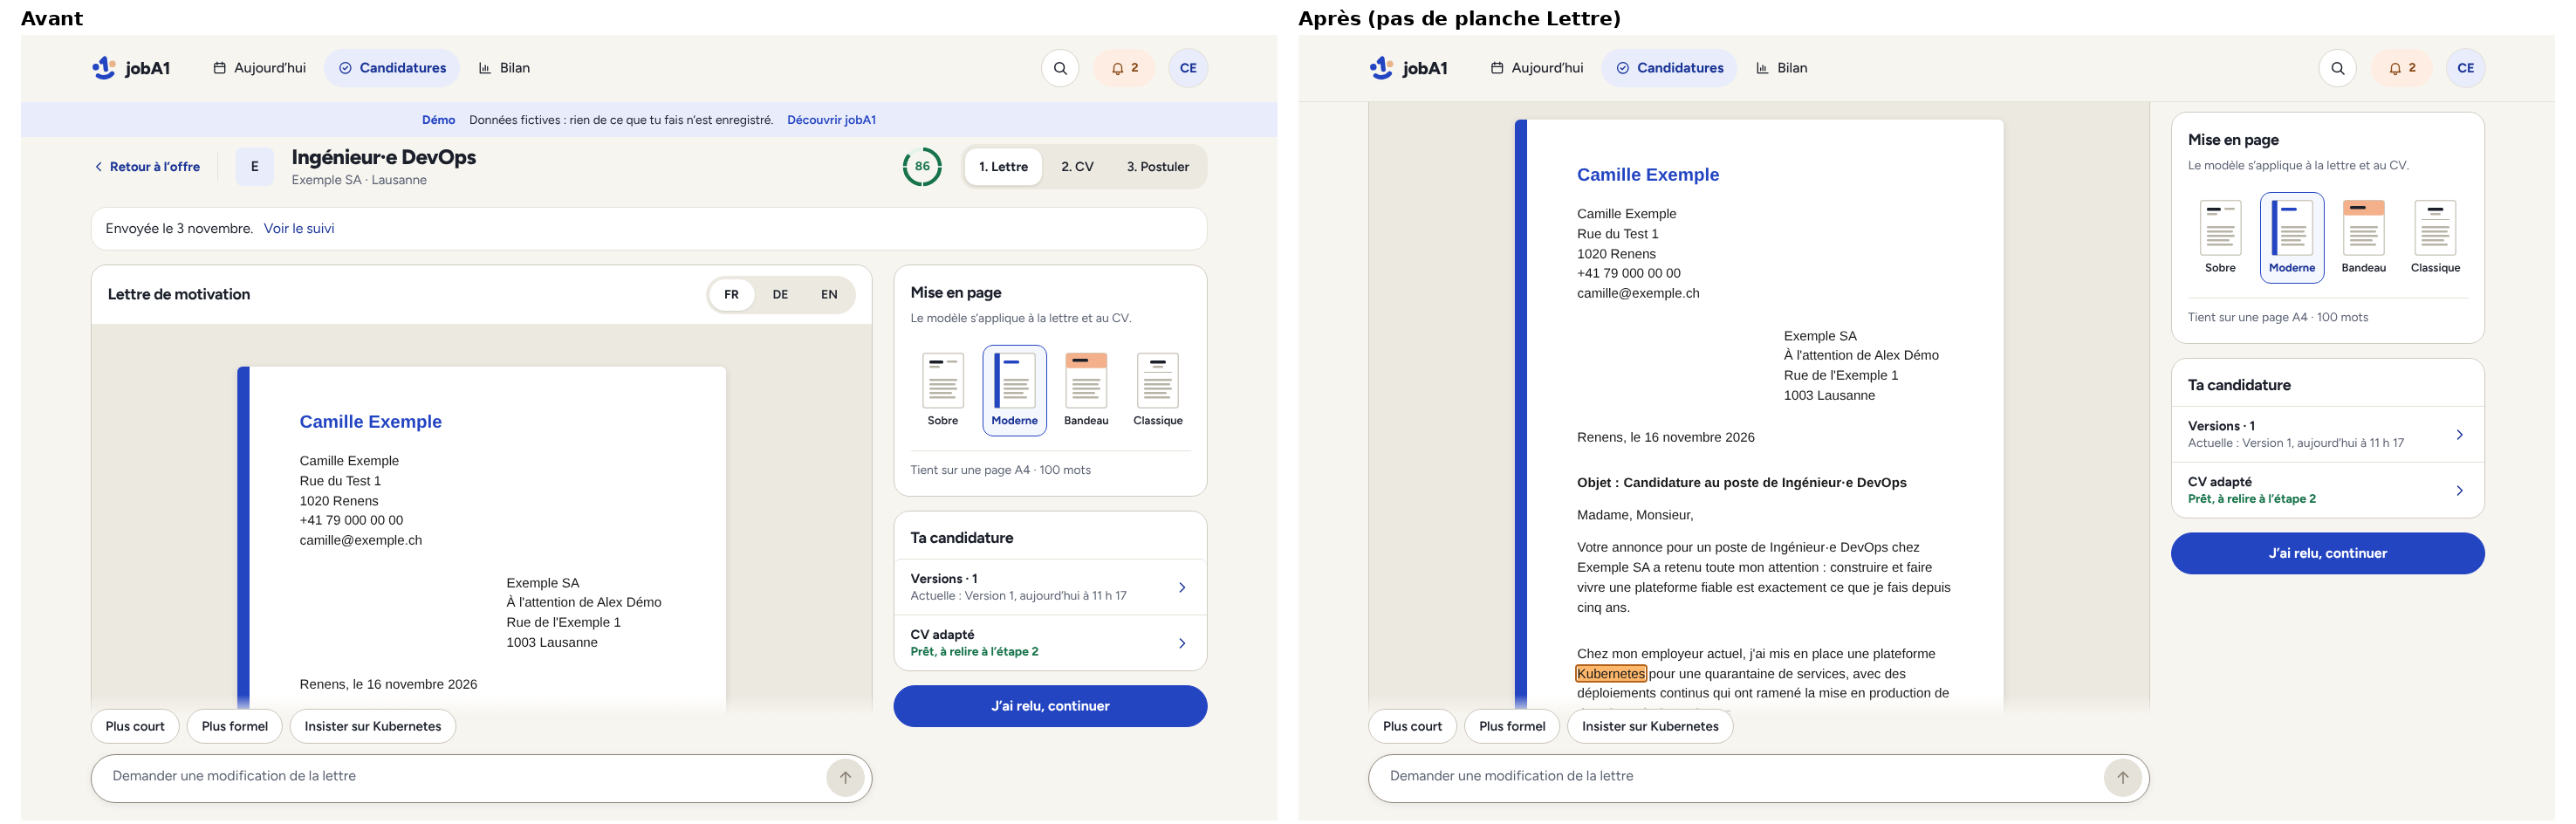 Avant
jobA1
Aujourd'hui
Candidatures
Bilan
2
CE
Démo Données fictives : rien de ce que tu fais n'est enregistré. Découvrir jobA1
Retour à l'offre
E
Ingénieur·e DevOps
Exemple SA · Lausanne
86
1. Lettre
2. CV
3. Postuler
Envoyée le 3 novembre. Voir le suivi
Lettre de motivation
FR
DE
EN
Camille Exemple
Camille Exemple
Rue du Test 1
1020 Renens
+41 79 000 00 00
camille@exemple.ch
Exemple SA
À l'attention de Alex Démo
Rue de l'Exemple 1
1003 Lausanne
Renens, le 16 novembre 2026
Plus court
Plus formel
Insister sur Kubernetes
Demander une modification de la lettre
Mise en page
Le modèle s'applique à la lettre et au CV.
Sobre
Moderne
Bandeau
Classique
Tient sur une page A4 · 100 mots
Ta candidature
Versions · 1
Actuelle : Version 1, aujourd'hui à 11 h 17
CV adapté
Prêt, à relire à l'étape 2
J'ai relu, continuer
Après (pas de planche Lettre)
jobA1
Aujourd'hui
Candidatures
Bilan
2
CE
Camille Exemple
Camille Exemple
Rue du Test 1
1020 Renens
+41 79 000 00 00
camille@exemple.ch
Exemple SA
À l'attention de Alex Démo
Rue de l'Exemple 1
1003 Lausanne
Renens, le 16 novembre 2026
Objet : Candidature au poste de Ingénieur·e DevOps
Madame, Monsieur,
Votre annonce pour un poste de Ingénieur·e DevOps chez
Exemple SA a retenu toute mon attention : construire et faire
vivre une plateforme fiable est exactement ce que je fais depuis
cinq ans.
Chez mon employeur actuel, j'ai mis en place une plateforme
Kubernetes pour une quarantaine de services, avec des
déploiements continus qui ont ramené la mise en production de
Plus court
Plus formel
Insister sur Kubernetes
Demander une modification de la lettre
Mise en page
Le modèle s'applique à la lettre et au CV.
Sobre
Moderne
Bandeau
Classique
Tient sur une page A4 · 100 mots
Ta candidature
Versions · 1
Actuelle : Version 1, aujourd'hui à 11 h 17
CV adapté
Prêt, à relire à l'étape 2
J'ai relu, continuer